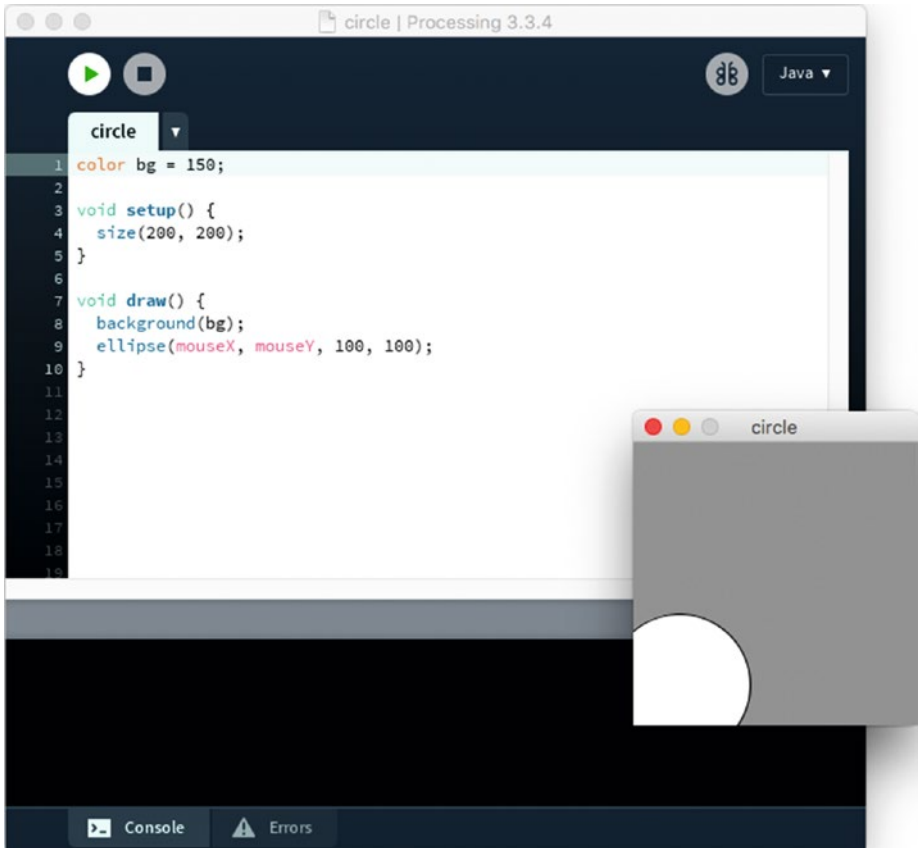 circle | Processing 3.3.4
Java ▼
circle ▼
1 color bg = 150;
2
3 void setup() {
4   size(200, 200);
5 }
6
7 void draw() {
8   background(bg);
9   ellipse(mouseX, mouseY, 100, 100);
10 }
11
12
13
14
15
16
17
18
19
circle
>_ Console
Errors